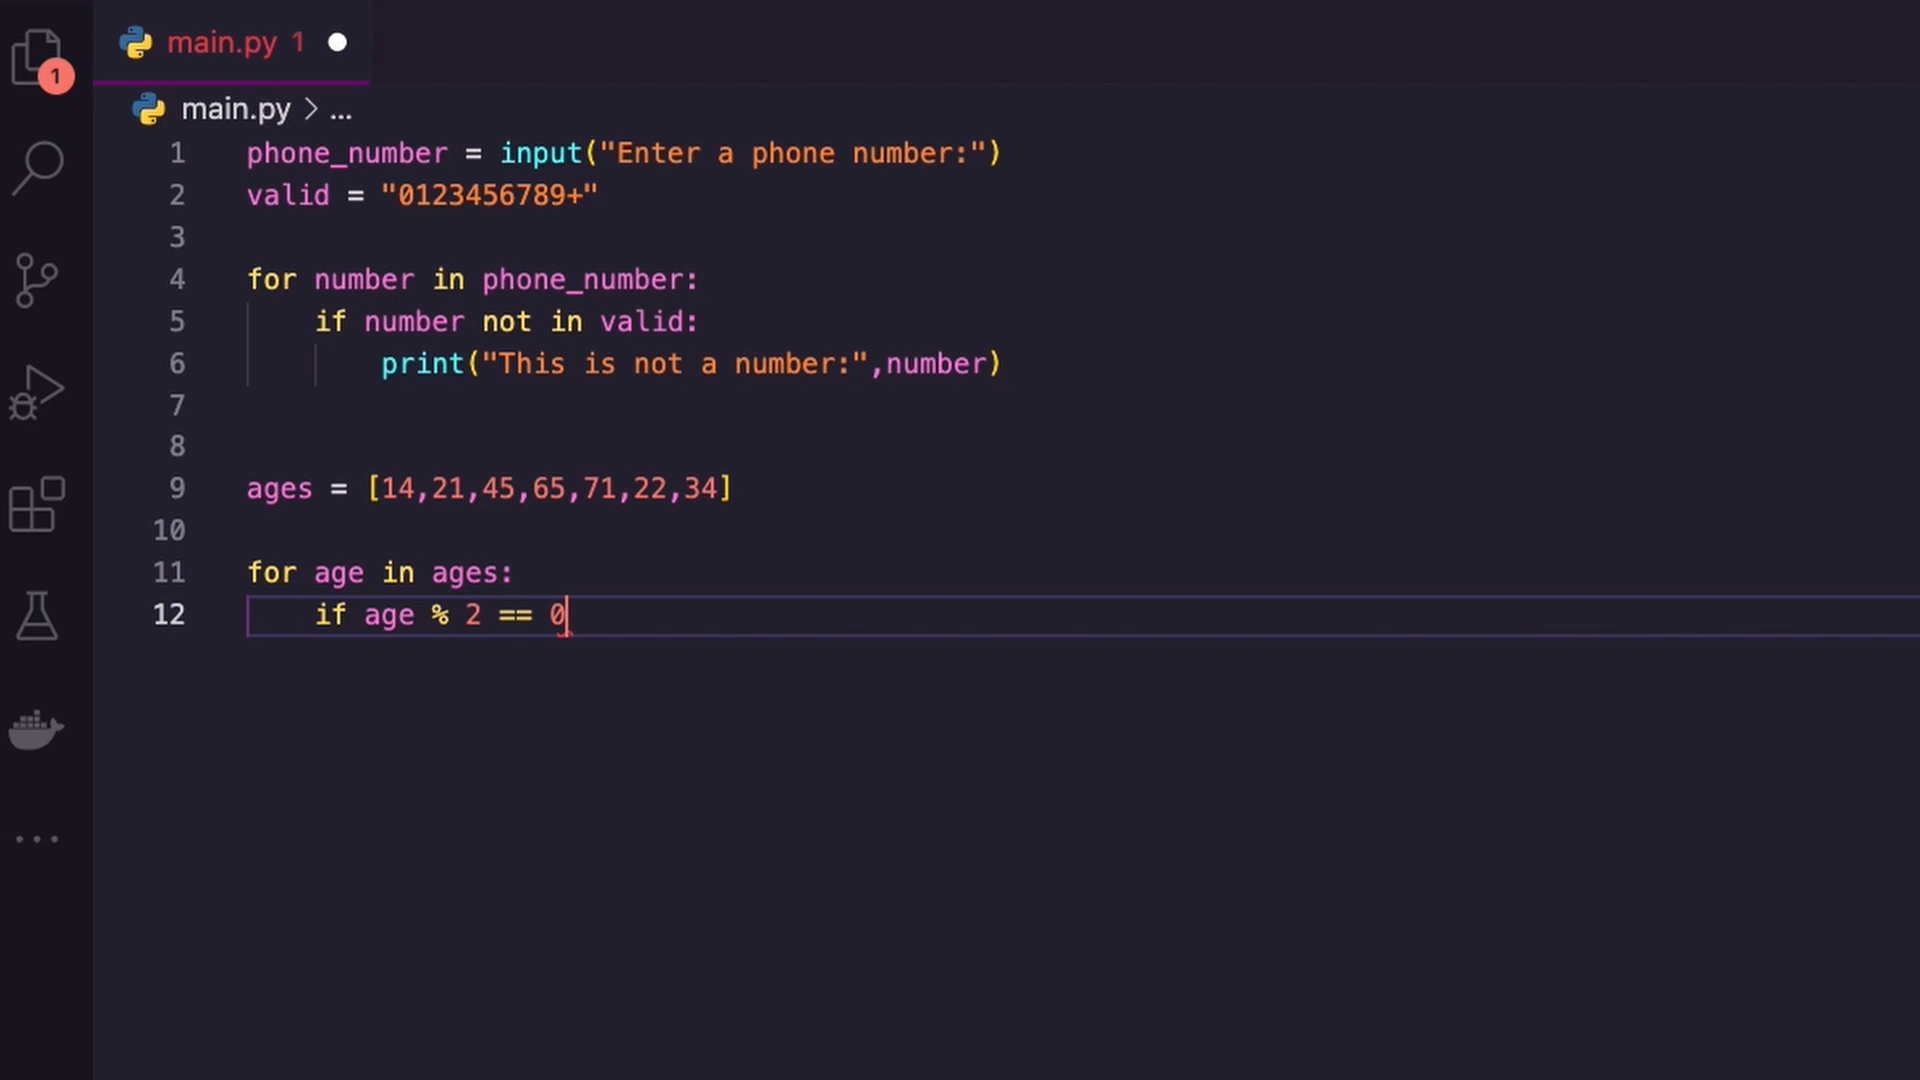 main.py 1
1
main.py > ...
1 phone_number = input("Enter a phone number:")
2 valid = "0123456789+"
3
4 for number in phone_number:
5 if number not in valid:
6 print("This is not a number:",number)
7
8
9 ages = [14,21,45,65,71,22,34]
10
11 for age in ages:
12 if age % 2 == 0